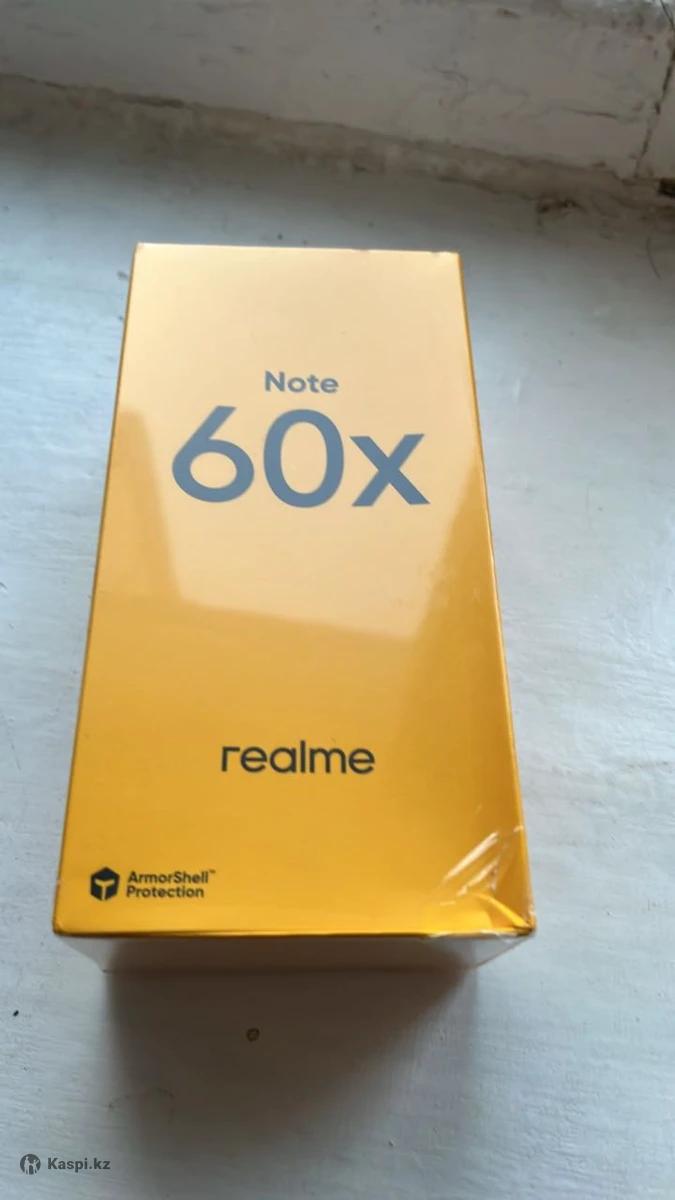 Note
60x
realme
ArmorShell™
Protection
Kaspi.kz